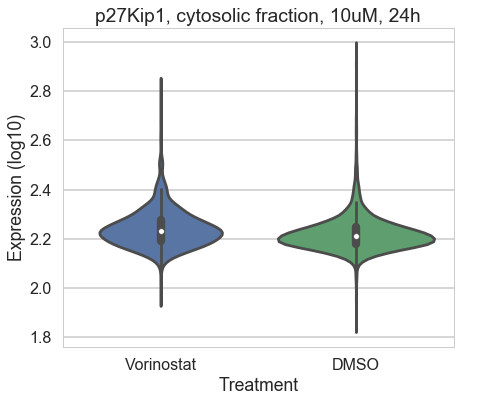 p27Kip1, cytosolic fraction, 10uM, 24h
3.0
2.8
2.6
2.4
2.2
2.0
1.8
Expression (log10)
Vorinostat
DMSO
Treatment